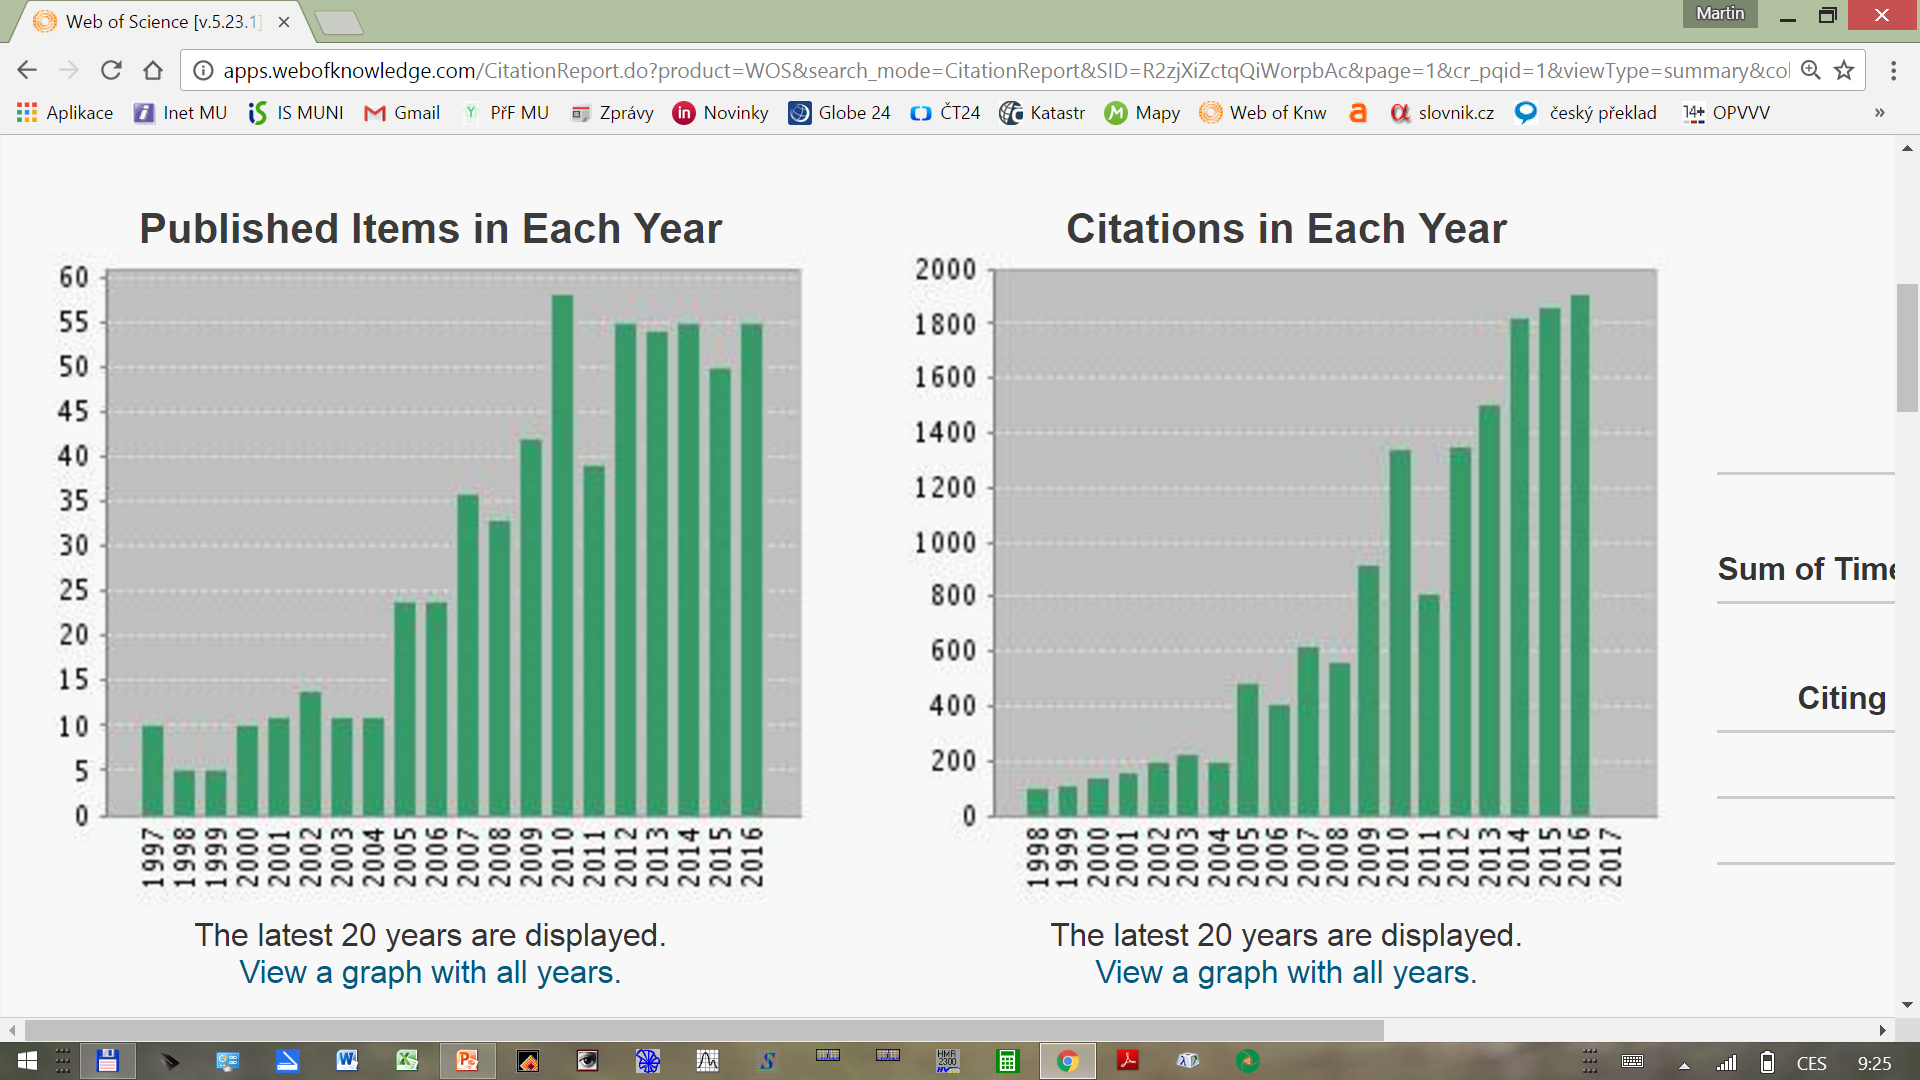 Web of Science [v.5.23.1]
Martin
apps.webofknowledge.com/CitationReport.do?product=WOS&search_mode=CitationReport&SID=R2zjXiZctqQiWorpbAc&page=1&cr_pqid=1&viewType=summary&col
Aplikace Inet MU IS MUNI Gmail PřF MU Zprávy Novinky Globe 24 ČT24 Katastr Mapy Web of Knw slovnik.cz český překlad OPVVV
Published Items in Each Year
60
55
50
45
40
35
30
25
20
15
10
5
0
1997 1998 1999 2000 2001 2002 2003 2004 2005 2006 2007 2008 2009 2010 2011 2012 2013 2014 2015 2016
The latest 20 years are displayed.
View a graph with all years.
Citations in Each Year
2000
1800
1600
1400
1200
1000
800
600
400
200
0
1998 1999 2000 2001 2002 2003 2004 2005 2006 2007 2008 2009 2010 2011 2012 2013 2014 2015 2016 2017
The latest 20 years are displayed.
View a graph with all years.
Sum of Time
Citing
HMR 2300
CES 9:25